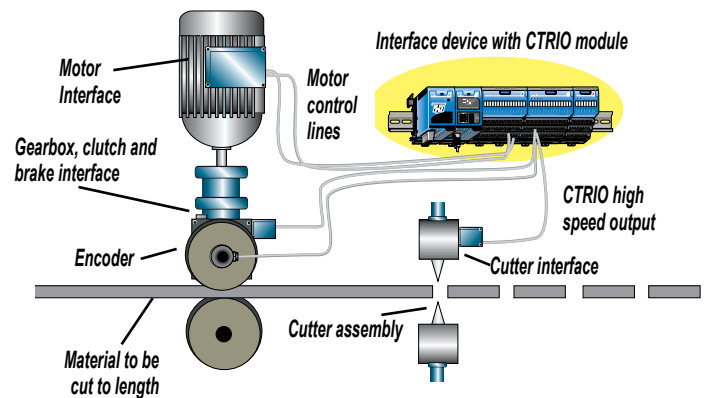 Interface device with CTRIO module
Motor
Interface
Motor
control
lines
Gearbox, clutch and
brake interface
CTRIO high
speed output
Encoder
Cutter interface
Cutter assembly
Material to be
cut to length